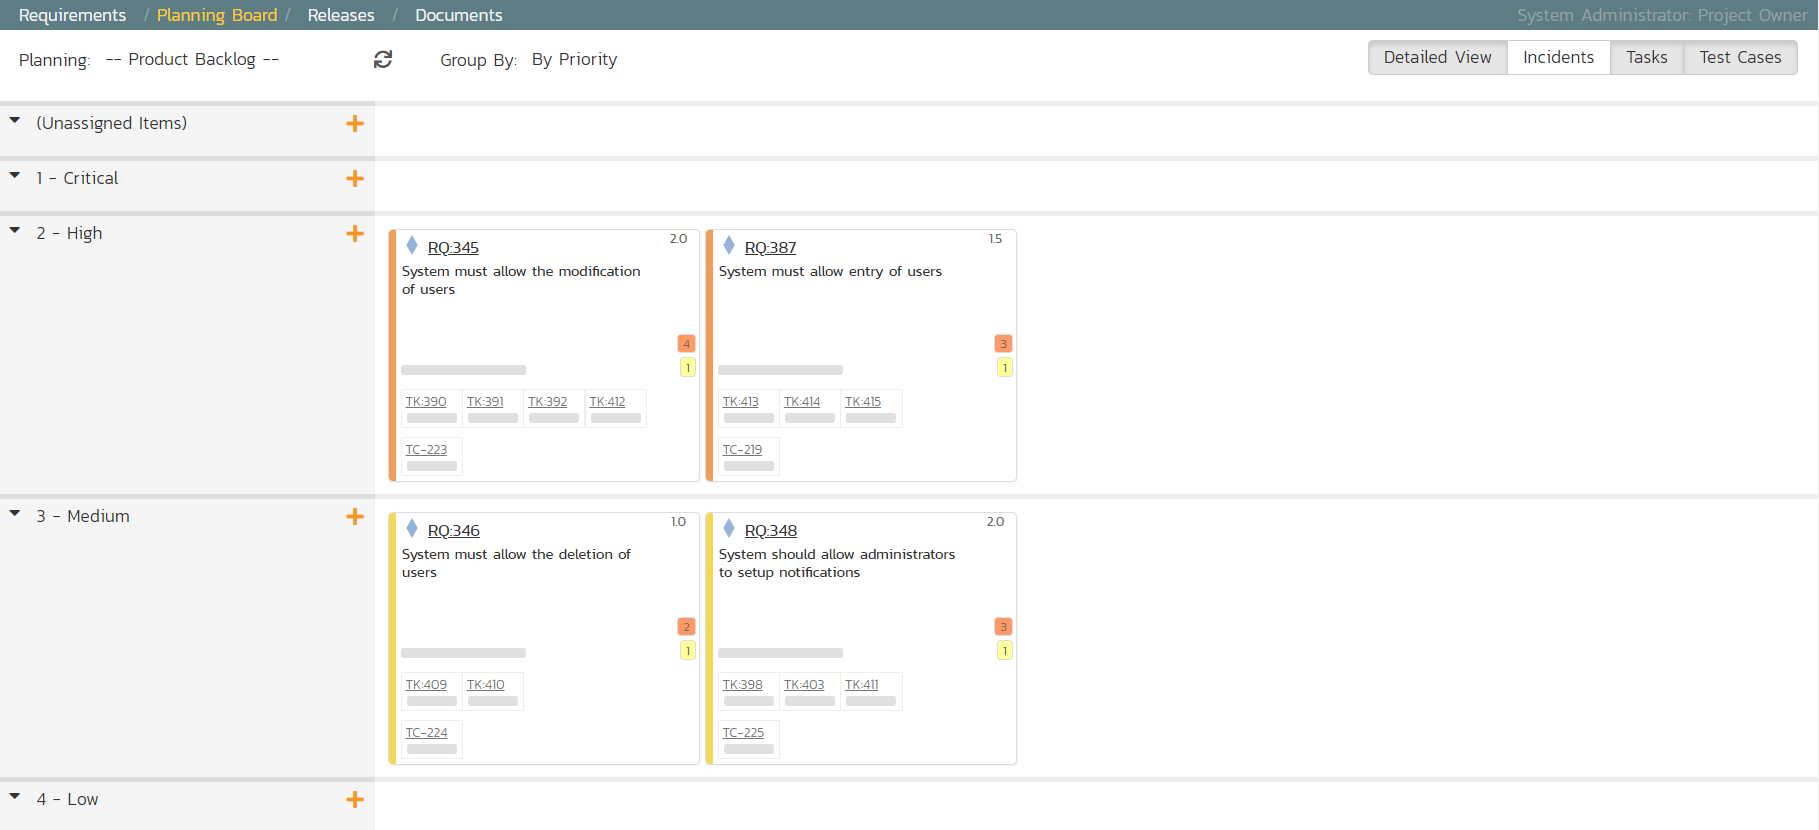 Requirements / Planning Board / Releases / Documents
System Administrator: Project Owner
Planning: -- Product Backlog --
Group By: By Priority
Detailed View Incidents Tasks Test Cases
(Unassigned Items)
1 - Critical
2 - High
RQ:345 2.0
System must allow the modification
of users
4
1
TK:390 TK:391 TK:392 TK:412
TC-223
RQ:387 1.5
System must allow entry of users
3
1
TK:413 TK:414 TK:415
TC-219
3 - Medium
RQ:346 1.0
System must allow the deletion of
users
2
1
TK:409 TK:410
TC-224
RQ:348 2.0
System should allow administrators
to setup notifications
3
1
TK:398 TK:403 TK:411
TC-225
4 - Low